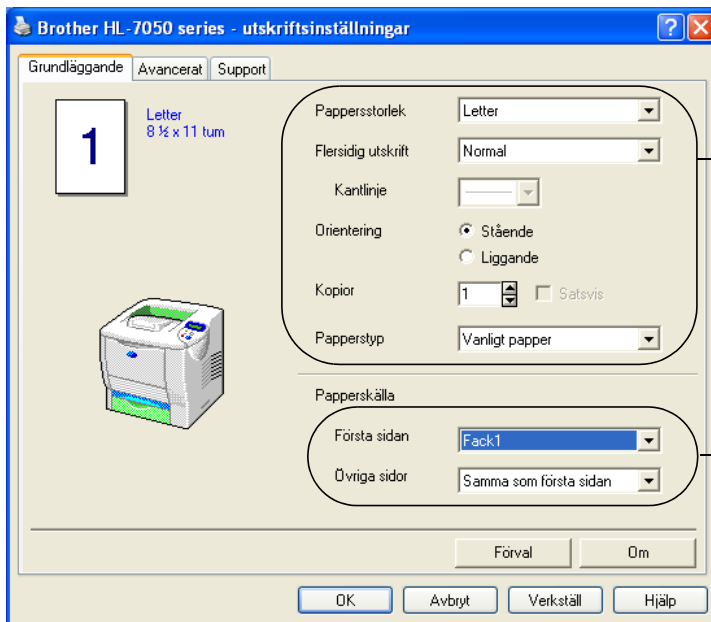 Brother HL-7050 series - utskriftsinställningar
Grundläggande Avancerat Support
1
Letter
8 ½ x 11 tum
Pappersstorlek Letter
Flersidig utskrift Normal
Kantlinje
Orientering Stående
Liggande
Kopior 1 Satsvis
Papperstyp Vanligt papper
Papperskälla
Första sidan Fack1
Övriga sidor Samma som första sidan
Förval Om
OK Avbryt Verkställ Hjälp